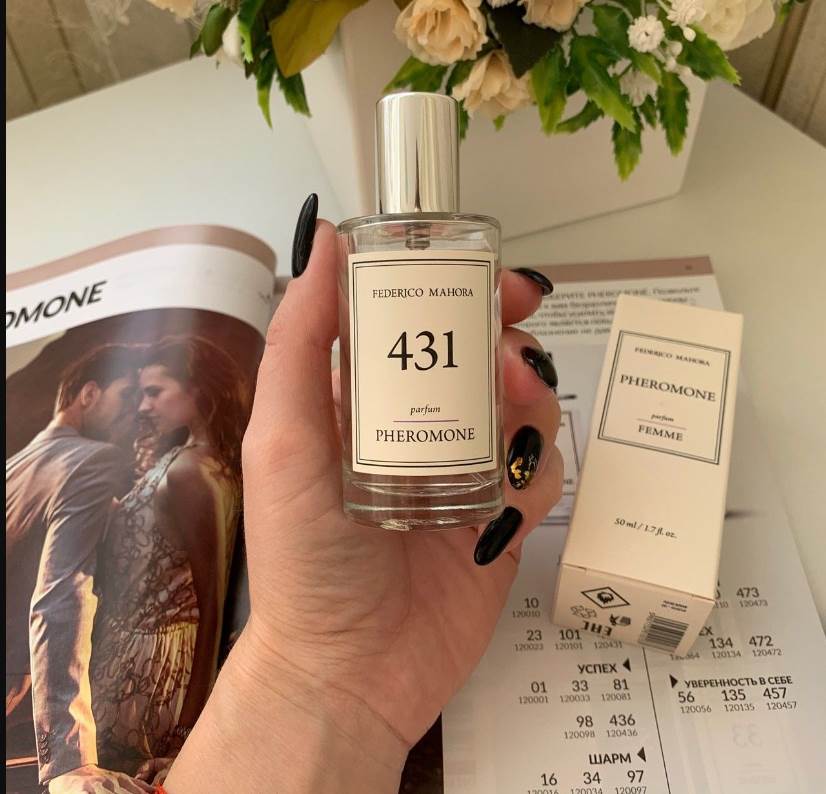 OMONE
FEDERICO MAHORA
431
parfum
PHEROMONE
FEDERICO MAHORA
PHEROMONE
parfum
FEMME
50 ml / 1.7 fl. oz.
EAC
10
120010
23 101
120023 120101 120431
УСПЕХ
01 33 81
120001 120033 120081
98 436
120098 120436
ШАРМ
16 34 97
120016 120034 120097
473
120473
134 472
120134 120472
УВЕРЕННОСТЬ В СЕБЕ
56 135 457
120056 120135 120457